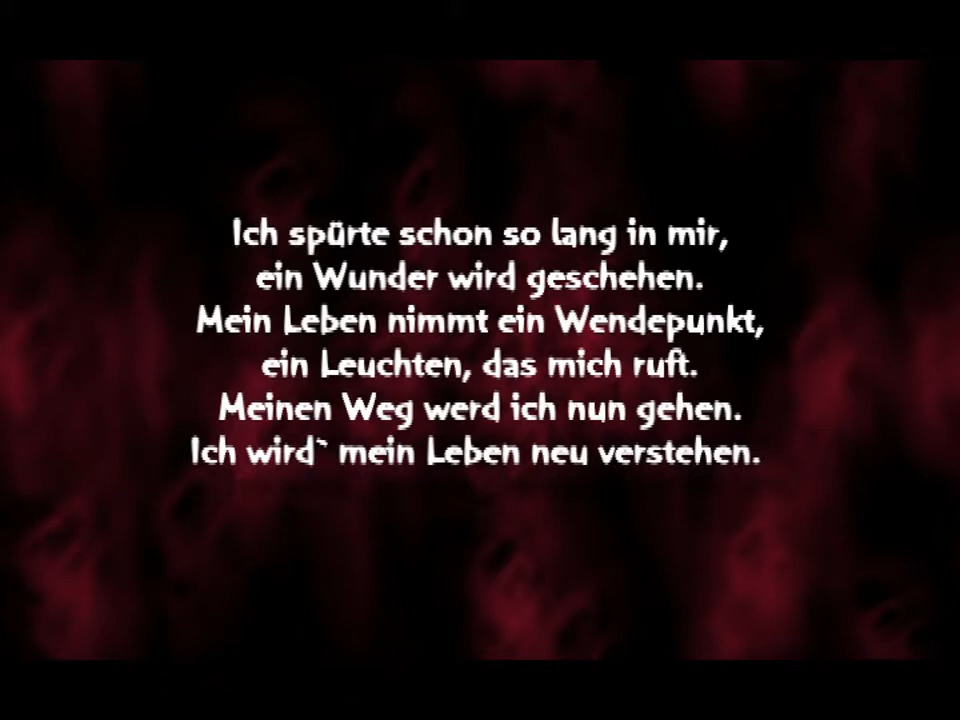 Ich spürte schon so lang in mir,
ein Wunder wird geschehen.
Mein Leben nimmt ein Wendepunkt,
ein Leuchten, das mich ruft.
Meinen Weg werd ich nun gehen.
Ich wird` mein Leben neu verstehen.